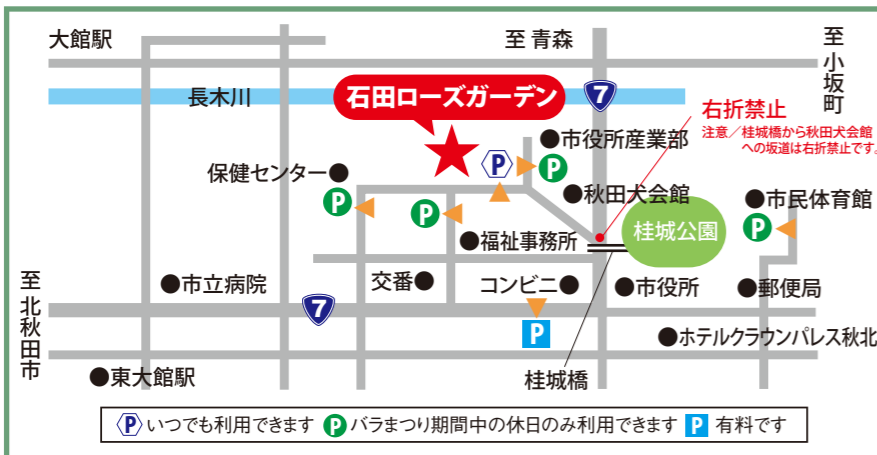 大館駅
至 青森
至小坂町
長木川
石田ローズガーデン
7
右折禁止
注意／桂城橋から秋田犬会館
への坂道は右折禁止です。
●市役所産業部
保健センター●
P
P
P
P
●秋田犬会館
●市民体育館
P
●福祉事務所
桂城公園
至北秋田市
●市立病院
交番●
コンビニ●
●市役所
●郵便局
7
P
●ホテルクラウンパレス秋北
●東大館駅
桂城橋
P いつでも利用できます P バラまつり期間中の休日のみ利用できます P 有料です